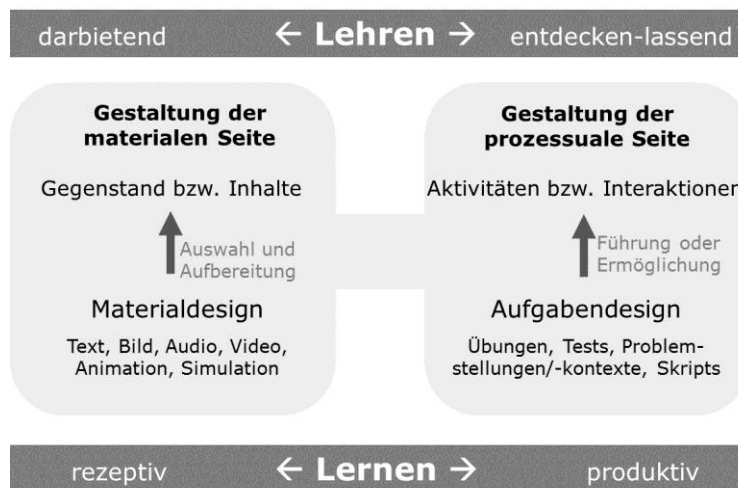 darbietend ← Lehren → entdecken-lassend
Gestaltung der
materialen Seite
Gegenstand bzw. Inhalte
Auswahl und
Aufbereitung
Materialdesign
Text, Bild, Audio, Video,
Animation, Simulation
Gestaltung der
prozessuale Seite
Aktivitäten bzw. Interaktionen
Führung oder
Ermöglichung
Aufgabendesign
Übungen, Tests, Problem-
stellungen/-kontexte, Skripts
rezeptiv ← Lernen → produktiv